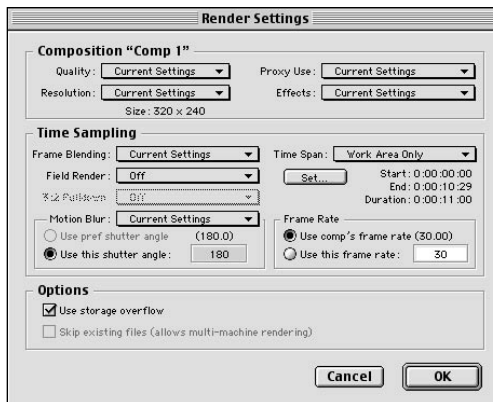 Render Settings
Composition “Comp 1”
Quality: Current Settings
Proxy Use: Current Settings
Resolution: Current Settings
Effects: Current Settings
Size: 320 x 240
Time Sampling
Frame Blending: Current Settings
Time Span: Work Area Only
Field Render: Off
Set...
Start: 0:00:00:00
End: 0:00:10:29
Duration: 0:00:11:00
3:2 Pulldown: Off
Motion Blur: Current Settings
Use pref shutter angle (180.0)
Use this shutter angle: 180
Frame Rate
Use comp's frame rate (30.00)
Use this frame rate: 30
Options
Use storage overflow
Skip existing files (allows multi-machine rendering)
Cancel
OK